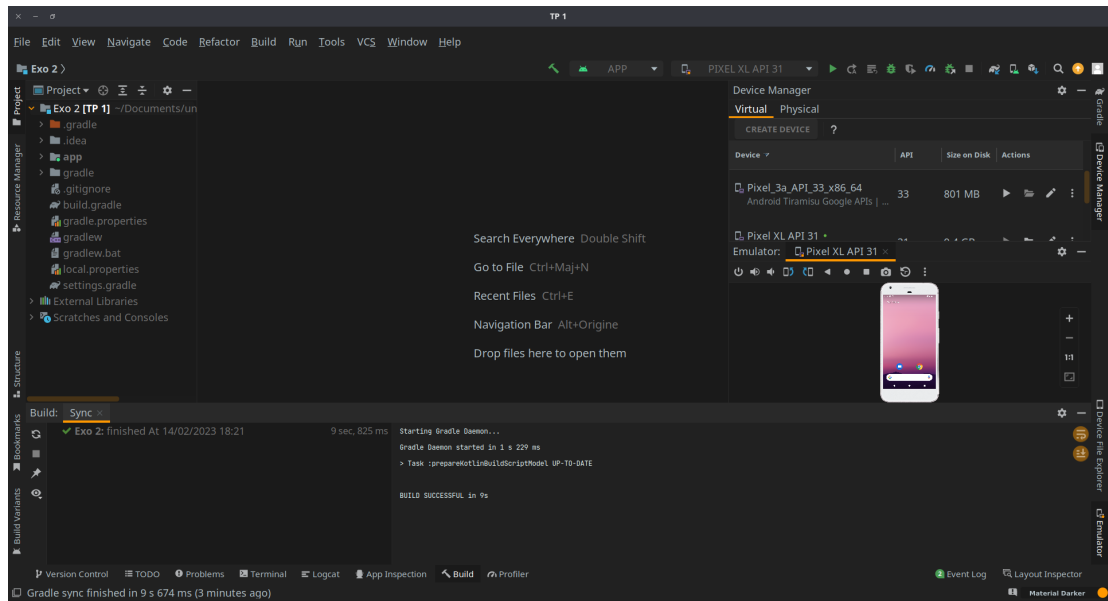 TP 1
File Edit View Navigate Code Refactor Build Run Tools VCS Window Help
Exo 2
APP
PIXEL XL API 31
Project
Exo 2 [TP 1] ~/Documents/un
.gradle
.idea
app
gradle
.gitignore
build.gradle
gradle.properties
gradlew
gradlew.bat
local.properties
settings.gradle
External Libraries
Scratches and Consoles
Project
Resource Manager
Structure
Bookmarks
Build Variants
Search Everywhere Double Shift
Go to File Ctrl+Maj+N
Recent Files Ctrl+E
Navigation Bar Alt+Origine
Drop files here to open them
Device Manager
Virtual Physical
CREATE DEVICE ?
Device API Size on Disk Actions
Pixel_3a_API_33_x86_64 33 801 MB
Android Tiramisu Google APIs | ...
Pixel XL API 31
Emulator: Pixel XL API 31
1:1
Gradle
Device Manager
Device File Explorer
Emulator
Build: Sync
Exo 2: finished At 14/02/2023 18:21 9 sec, 825 ms
Starting Gradle Daemon...
Gradle Daemon started in 1 s 229 ms
> Task :prepareKotlinBuildScriptModel UP-TO-DATE
BUILD SUCCESSFUL in 9s
Version Control TODO Problems Terminal Logcat App Inspection Build Profiler
2 Event Log Layout Inspector
Gradle sync finished in 9 s 674 ms (3 minutes ago)
Material Darker